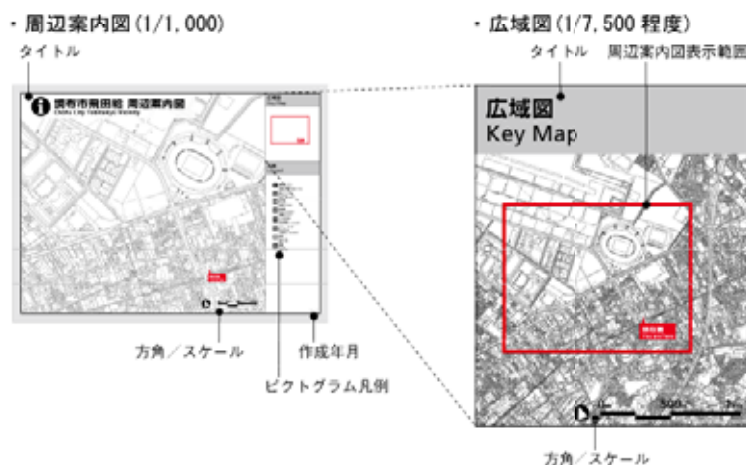 ・周辺案内図(1/1,000)
タイトル
調布市飛田給 周辺案内図
方角／スケール
作成年月
ピクトグラム凡例
・広域図(1/7,500 程度)
タイトル
周辺案内図表示範囲
広域図
Key Map
方角／スケール